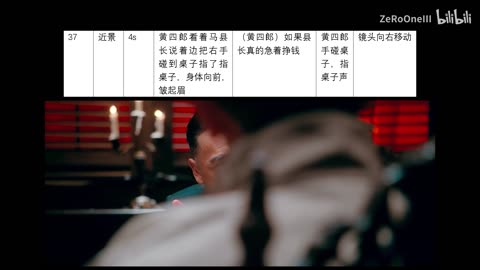 ZeRoOneIII bilibili
37 近景 4s 黄四郎看着马县 （黄四郎）如果县 黄四郎 镜头向右移动
长说着边把右手 长真的急着挣钱 手碰桌
碰到桌子指了指 子，指
桌子，身体向前， 桌子声
皱起眉